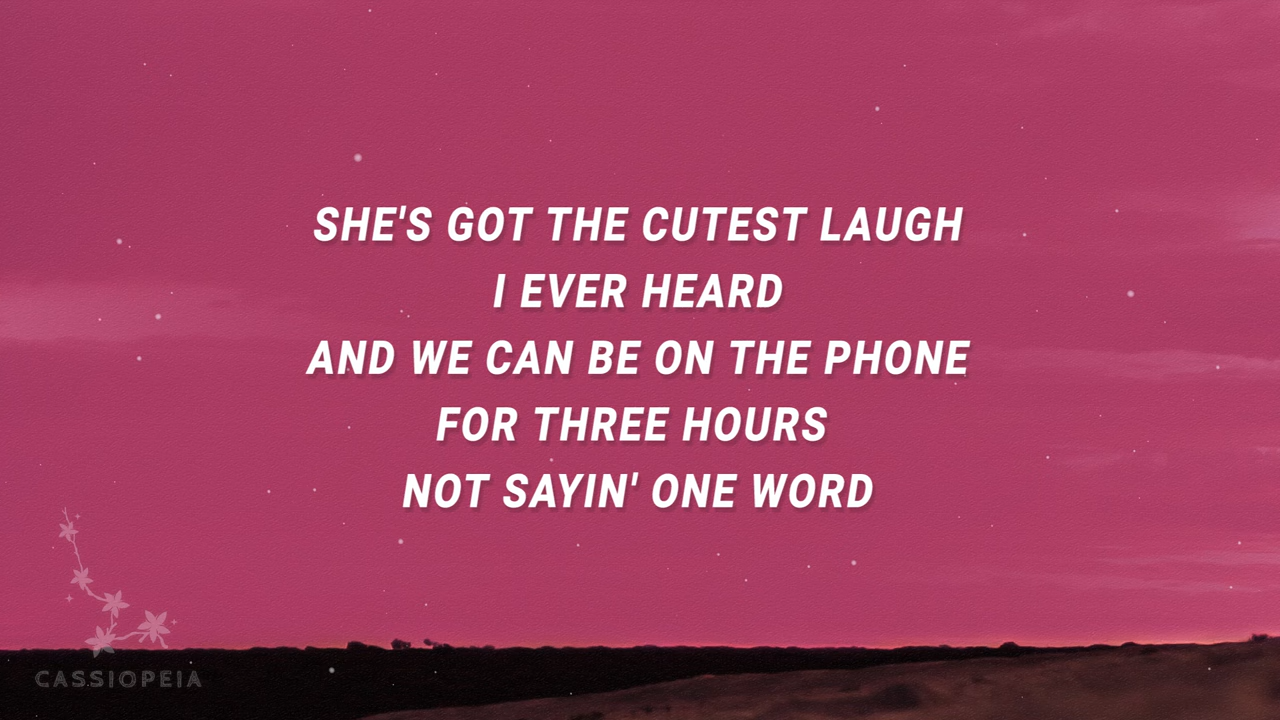 SHE'S GOT THE CUTEST LAUGH
I EVER HEARD
AND WE CAN BE ON THE PHONE
FOR THREE HOURS
NOT SAYIN' ONE WORD
CASSIOPEIA